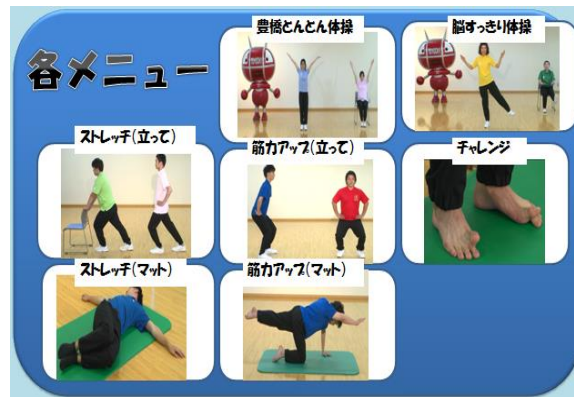 各メニュー
豊橋とんとん体操
脳すっきり体操
ストレッチ(立って)
筋力アップ(立って)
チャレンジ
ストレッチ(マット)
筋力アップ(マット)